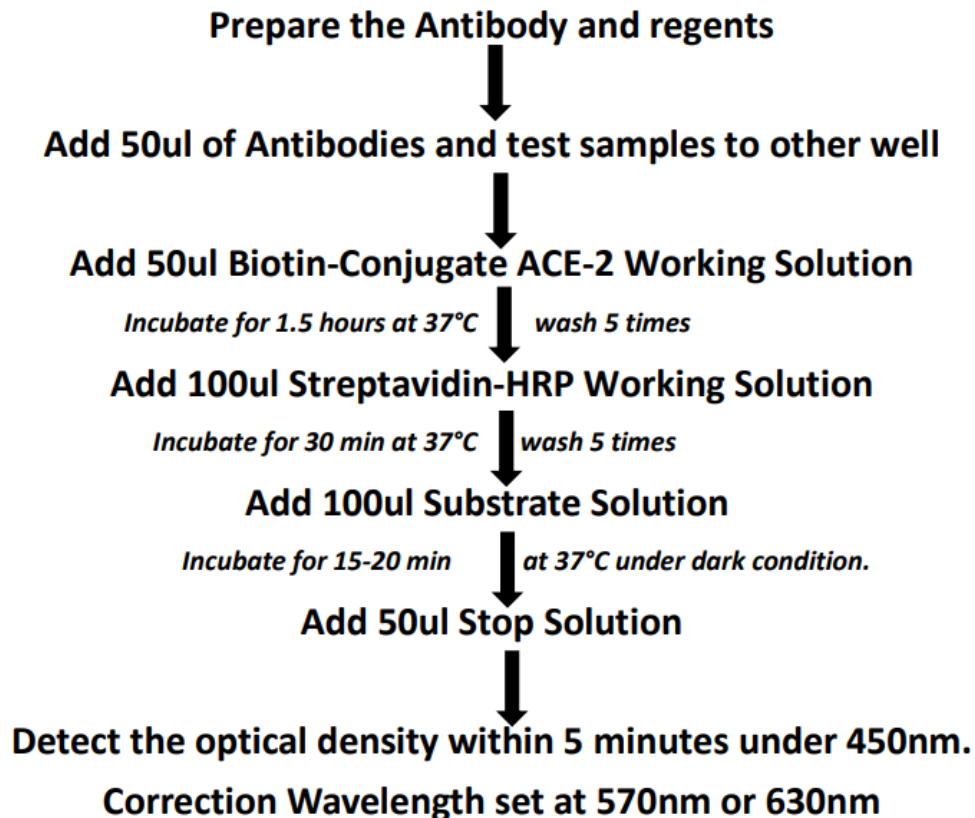 Prepare the Antibody and regents
Add 50ul of Antibodies and test samples to other well
Add 50ul Biotin-Conjugate ACE-2 Working Solution
Incubate for 1.5 hours at 37°C wash 5 times
Add 100ul Streptavidin-HRP Working Solution
Incubate for 30 min at 37°C wash 5 times
Add 100ul Substrate Solution
Incubate for 15-20 min at 37°C under dark condition.
Add 50ul Stop Solution
Detect the optical density within 5 minutes under 450nm.
Correction Wavelength set at 570nm or 630nm